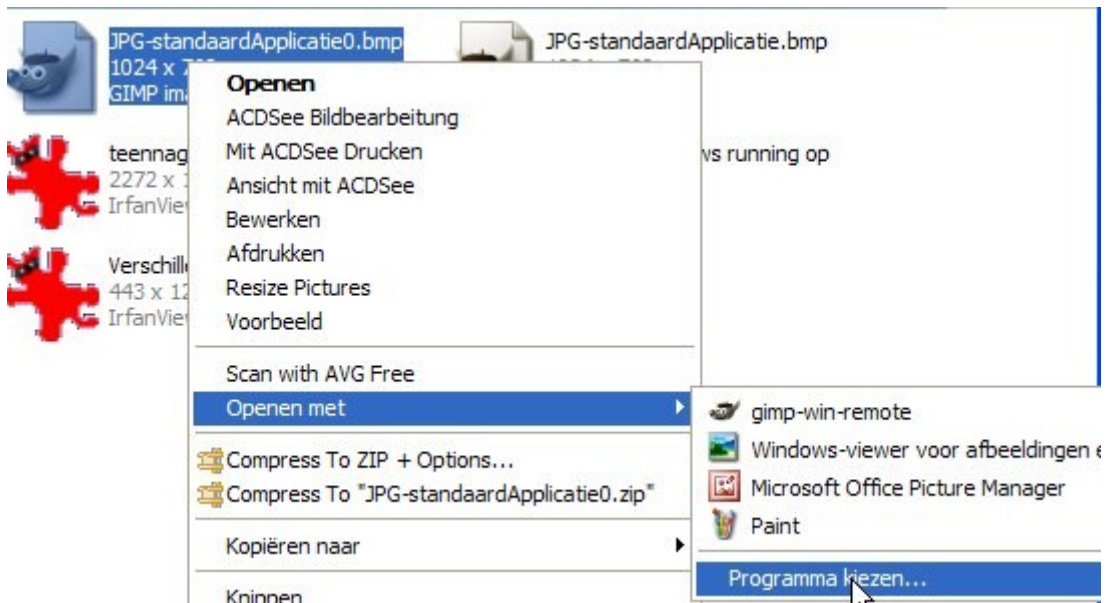 JPG-standaardApplicatie0.bmp
1024 x
GIMP im
JPG-standaardApplicatie.bmp
teennag
2272 x
IrfanVie
ws running op
Verschill
443 x 12
IrfanVie
Openen
ACDSee Bildbearbeitung
Mit ACDSee Drucken
Ansicht mit ACDSee
Bewerken
Afdrukken
Resize Pictures
Voorbeeld
Scan with AVG Free
Openen met
Compress To ZIP + Options...
Compress To "JPG-standaardApplicatie0.zip"
Kopiëren naar
Knippen
gimp-win-remote
Windows-viewer voor afbeeldingen e
Microsoft Office Picture Manager
Paint
Programma kiezen...